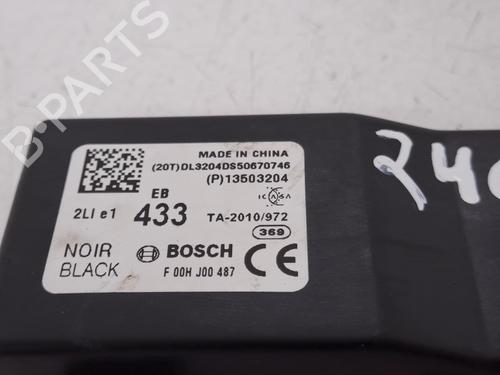 MADE IN CHINA
(20T)DL3204DS50670746
(P)13503204
EB
ICASA
2LI e1 433 TA-2010/972
369
NOIR BOSCH CE
BLACK F 00H J00 487